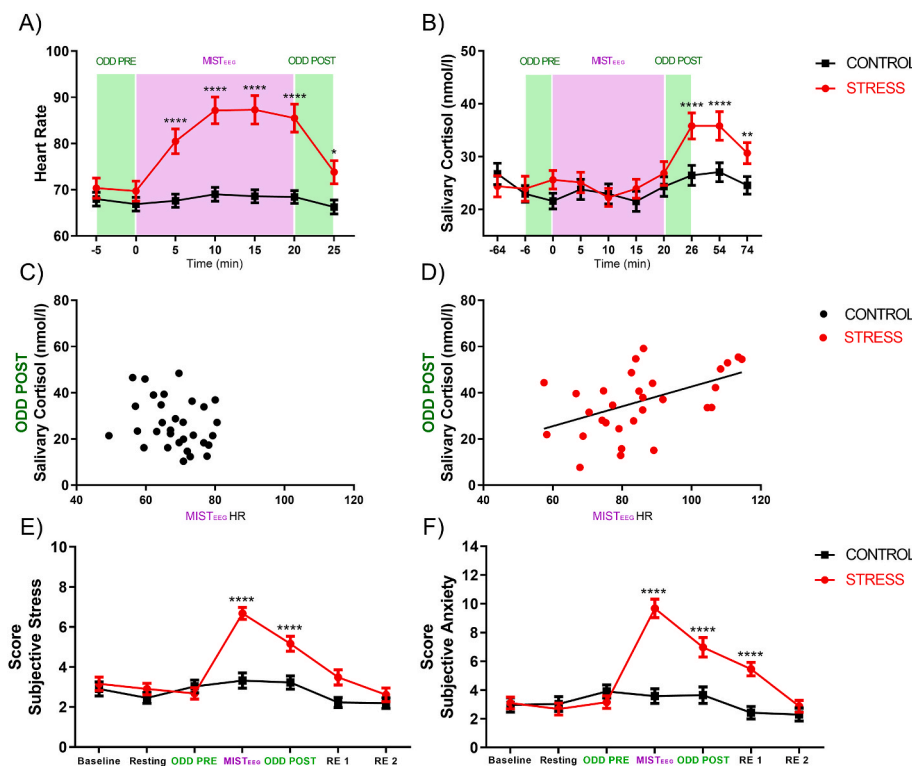 A)
B)
ODD PRE
MISTEEG
ODD POST
100
90
80
70
60
Heart Rate
****
****
****
****
*
-5
0
5
10
15
20
25
Time (min)
ODD PRE
MISTEEG
ODD POST
50
40
30
20
Salivary Cortisol (nmol/l)
****
****
**
-64
-6
0
5
10
15
20
26
54
74
Time (min)
CONTROL
STRESS
C)
D)
80
60
40
20
0
ODD POST
Salivary Cortisol (nmol/l)
40
60
80
100
120
MISTEEG HR
80
60
40
20
0
ODD POST
Salivary Cortisol (nmol/l)
40
60
80
100
120
MISTEEG HR
CONTROL
STRESS
E)
F)
10
8
6
4
2
0
Score
Subjective Stress
****
****
Baseline
Resting
ODD PRE
MISTEEG
ODD POST
RE 1
RE 2
14
12
10
8
6
4
2
0
Score
Subjective Anxiety
****
****
****
Baseline
Resting
ODD PRE
MISTEEG
ODD POST
RE 1
RE 2
CONTROL
STRESS